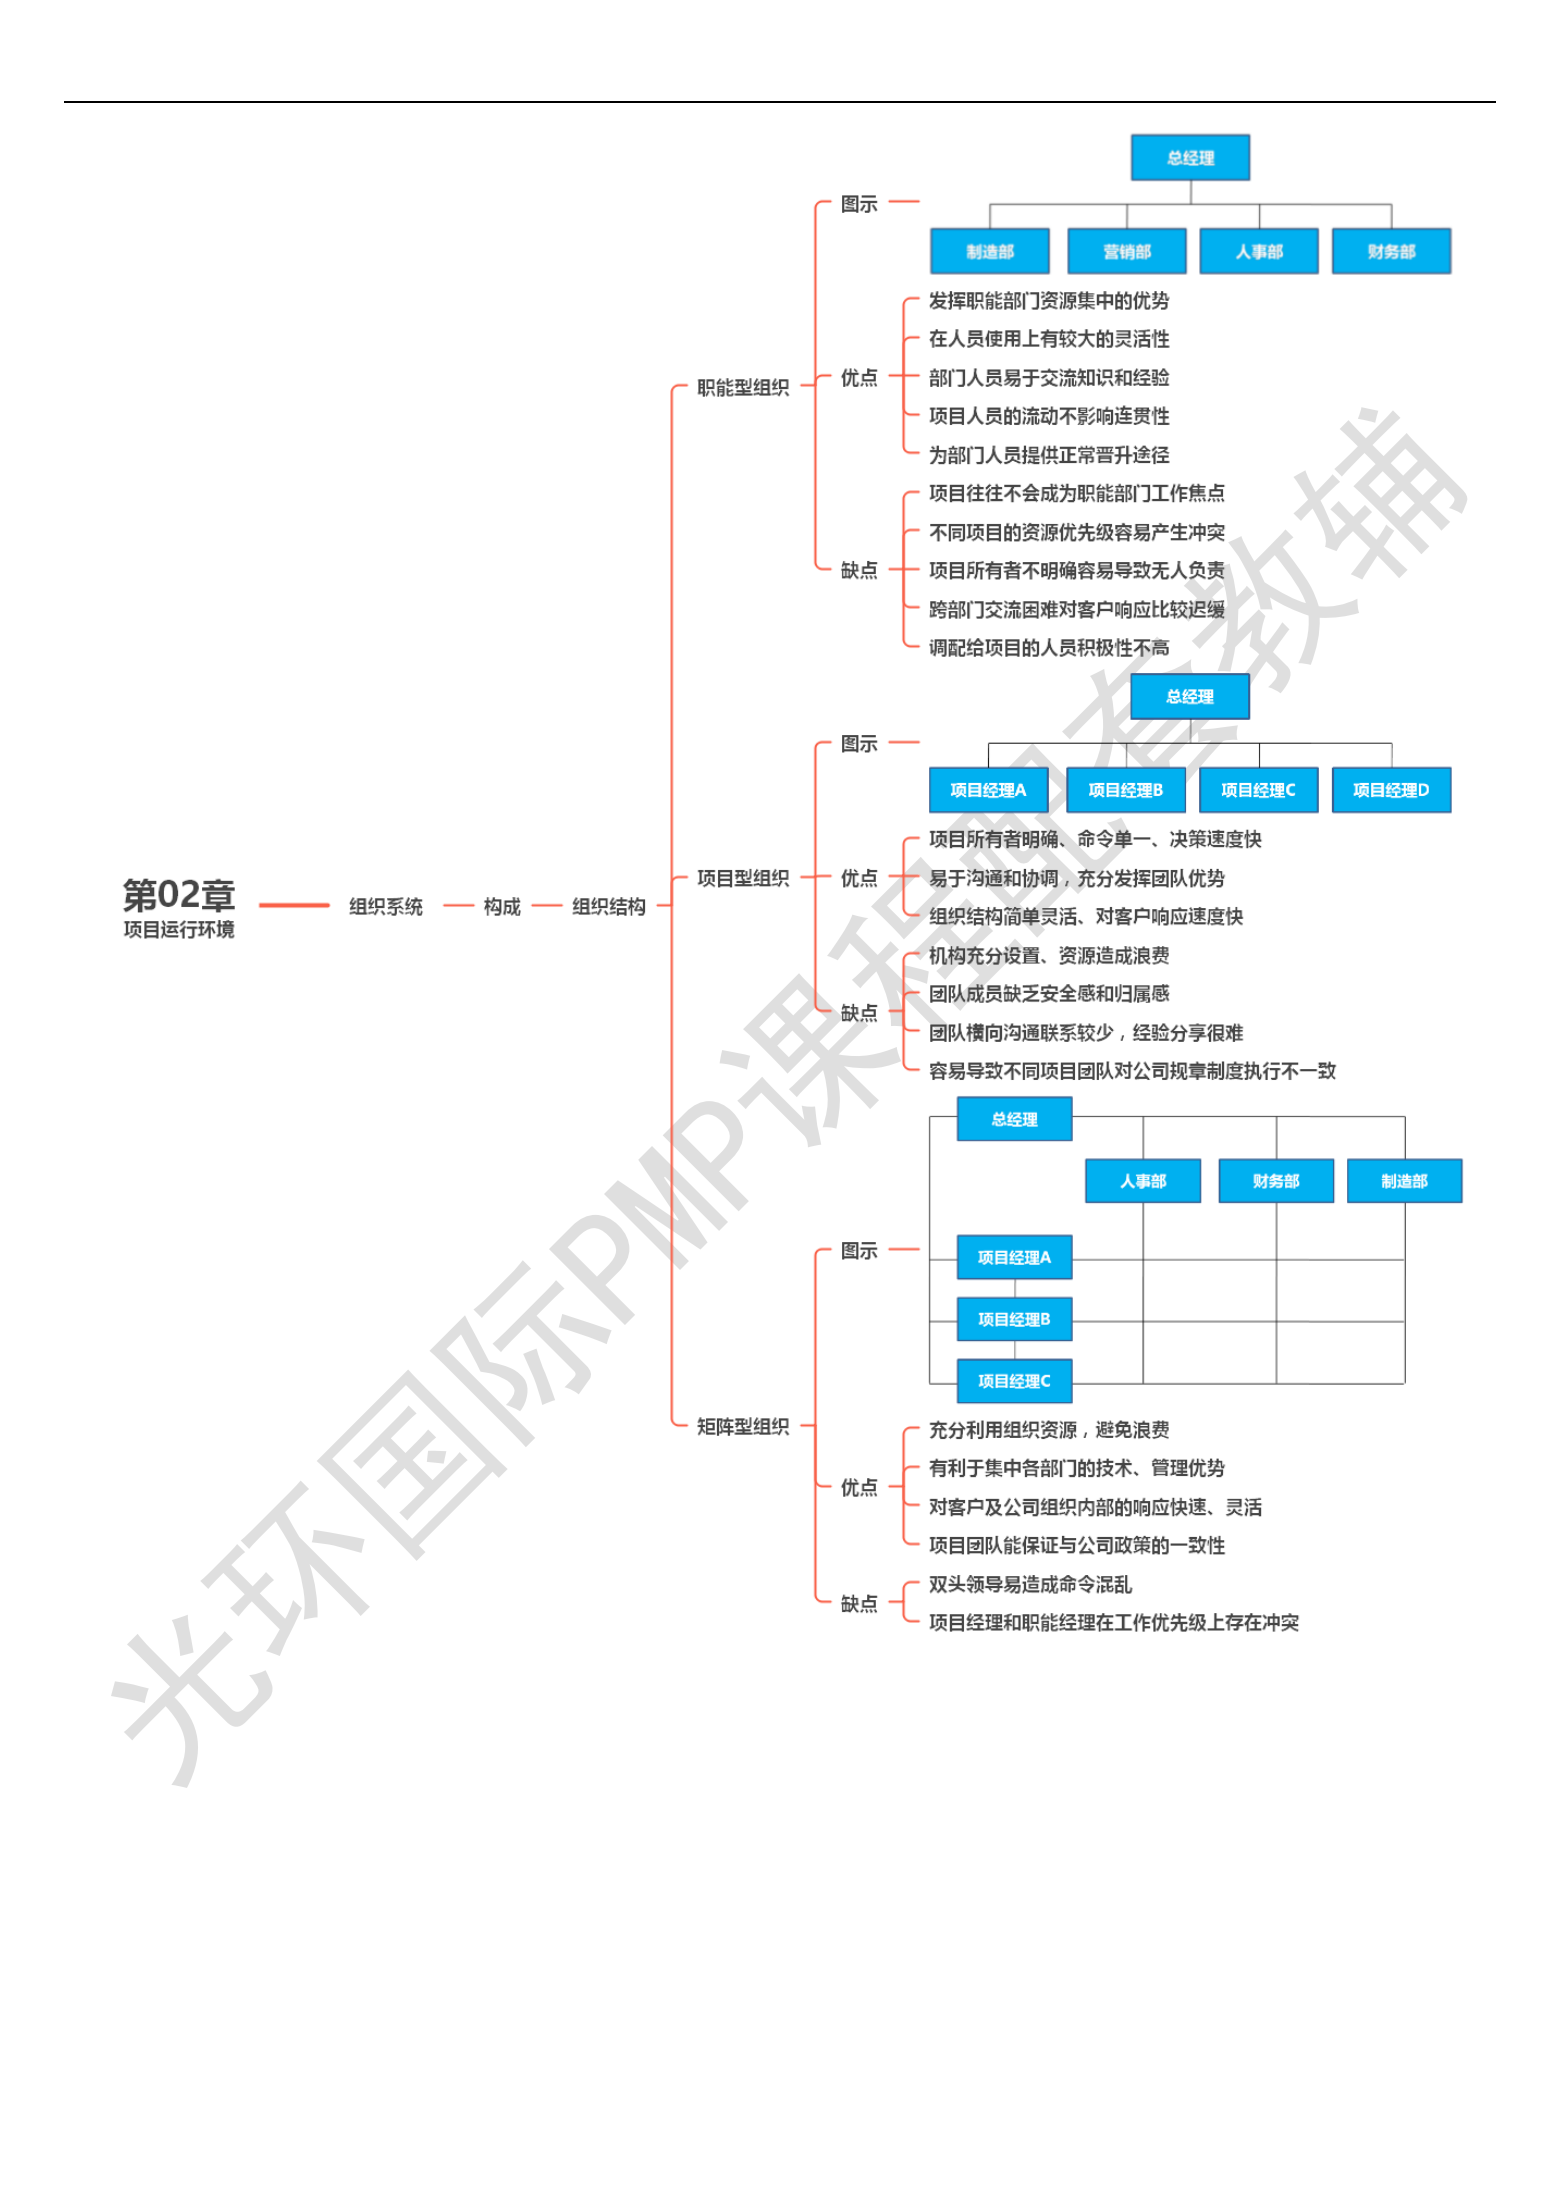 总经理
图示
制造部 营销部 人事部 财务部
发挥职能部门资源集中的优势
在人员使用上有较大的灵活性
职能型组织
优点
部门人员易于交流知识和经验
项目人员的流动不影响连贯性
为部门人员提供正常晋升途径
项目往往不会成为职能部门工作焦点
不同项目的资源优先级容易产生冲突
缺点
项目所有者不明确容易导致无人负责
跨部门交流困难对客户响应比较迟缓
调配给项目的人员积极性不高
总经理
图示
项目经理A 项目经理B 项目经理C 项目经理D
项目所有者明确、命令单一、决策速度快
第02章
项目运行环境
组织系统
构成
组织结构
项目型组织
优点
易于沟通和协调，充分发挥团队优势
组织结构简单灵活、对客户响应速度快
机构充分设置、资源造成浪费
团队成员缺乏安全感和归属感
缺点
团队横向沟通联系较少，经验分享很难
容易导致不同项目团队对公司规章制度执行不一致
总经理
人事部 财务部 制造部
图示
项目经理A
项目经理B
项目经理C
矩阵型组织
充分利用组织资源，避免浪费
有利于集中各部门的技术、管理优势
优点
对客户及公司组织内部的响应快速、灵活
项目团队能保证与公司政策的一致性
双头领导易造成命令混乱
缺点
项目经理和职能经理在工作优先级上存在冲突
光环国际PMP课程配套教辅